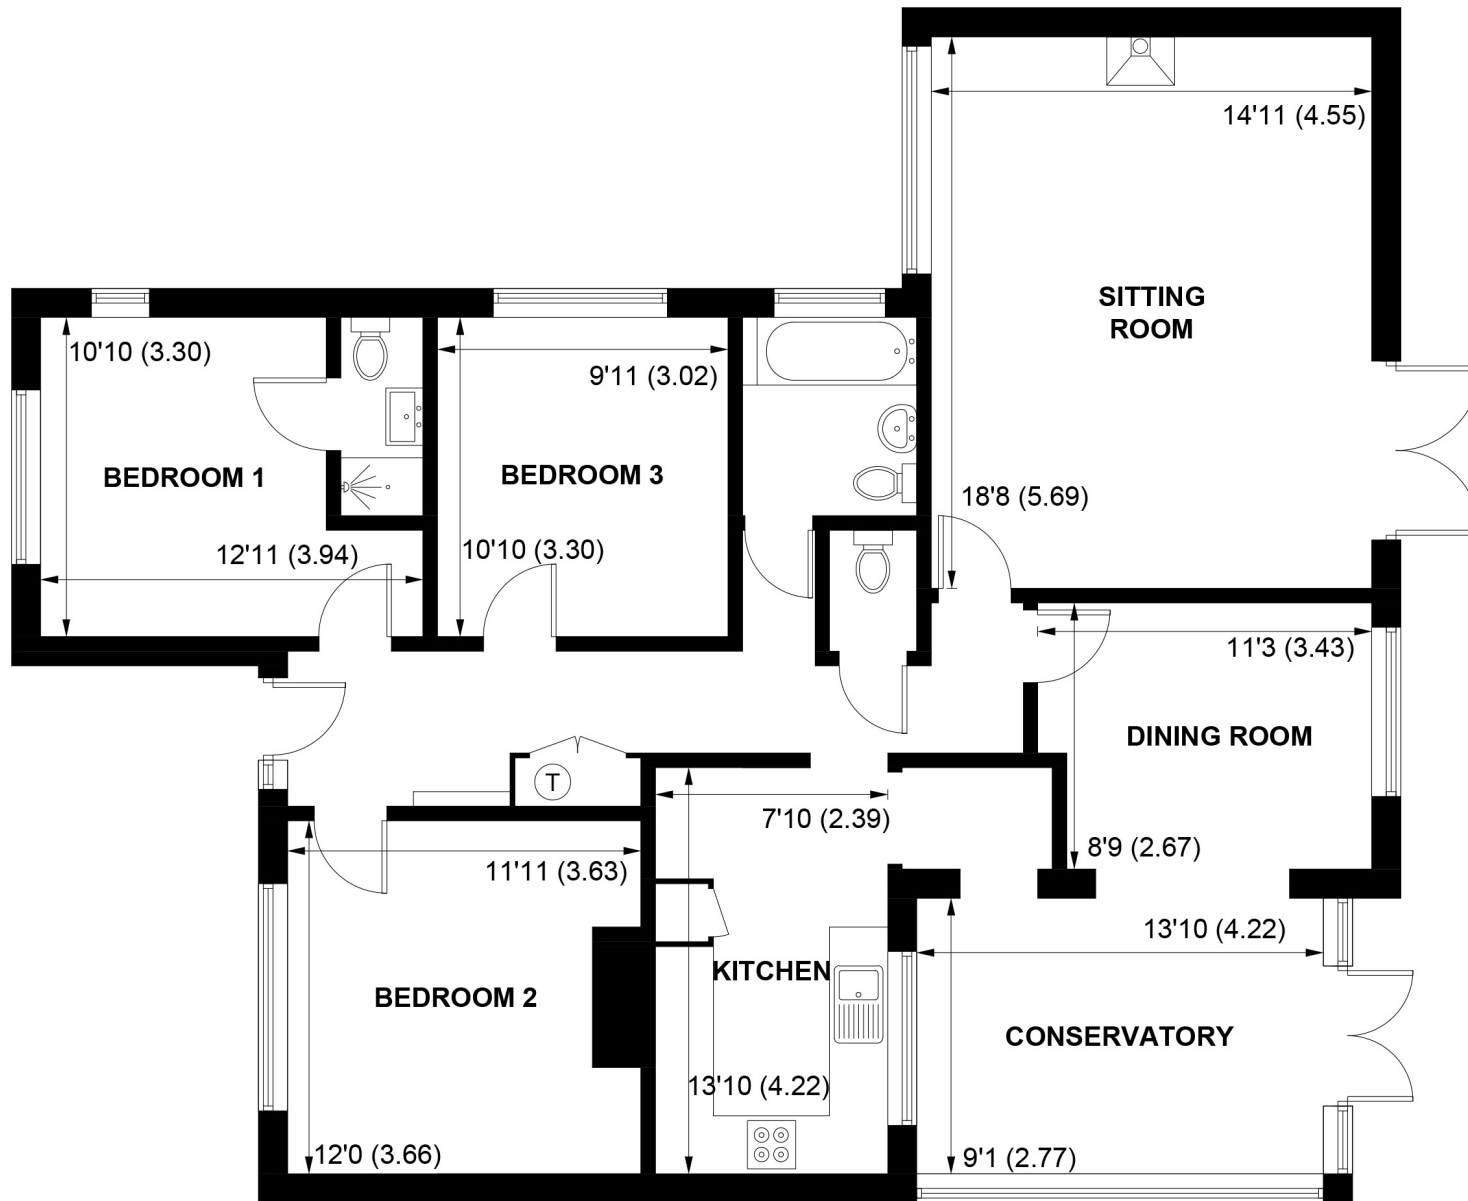 14'11 (4.55)
SITTING
ROOM
18'8 (5.69)
10'10 (3.30)
BEDROOM 1
12'11 (3.94)
9'11 (3.02)
BEDROOM 3
10'10 (3.30)
11'3 (3.43)
DINING ROOM
8'9 (2.67)
T
7'10 (2.39)
KITCHEN
13'10 (4.22)
11'11 (3.63)
BEDROOM 2
12'0 (3.66)
13'10 (4.22)
CONSERVATORY
9'1 (2.77)